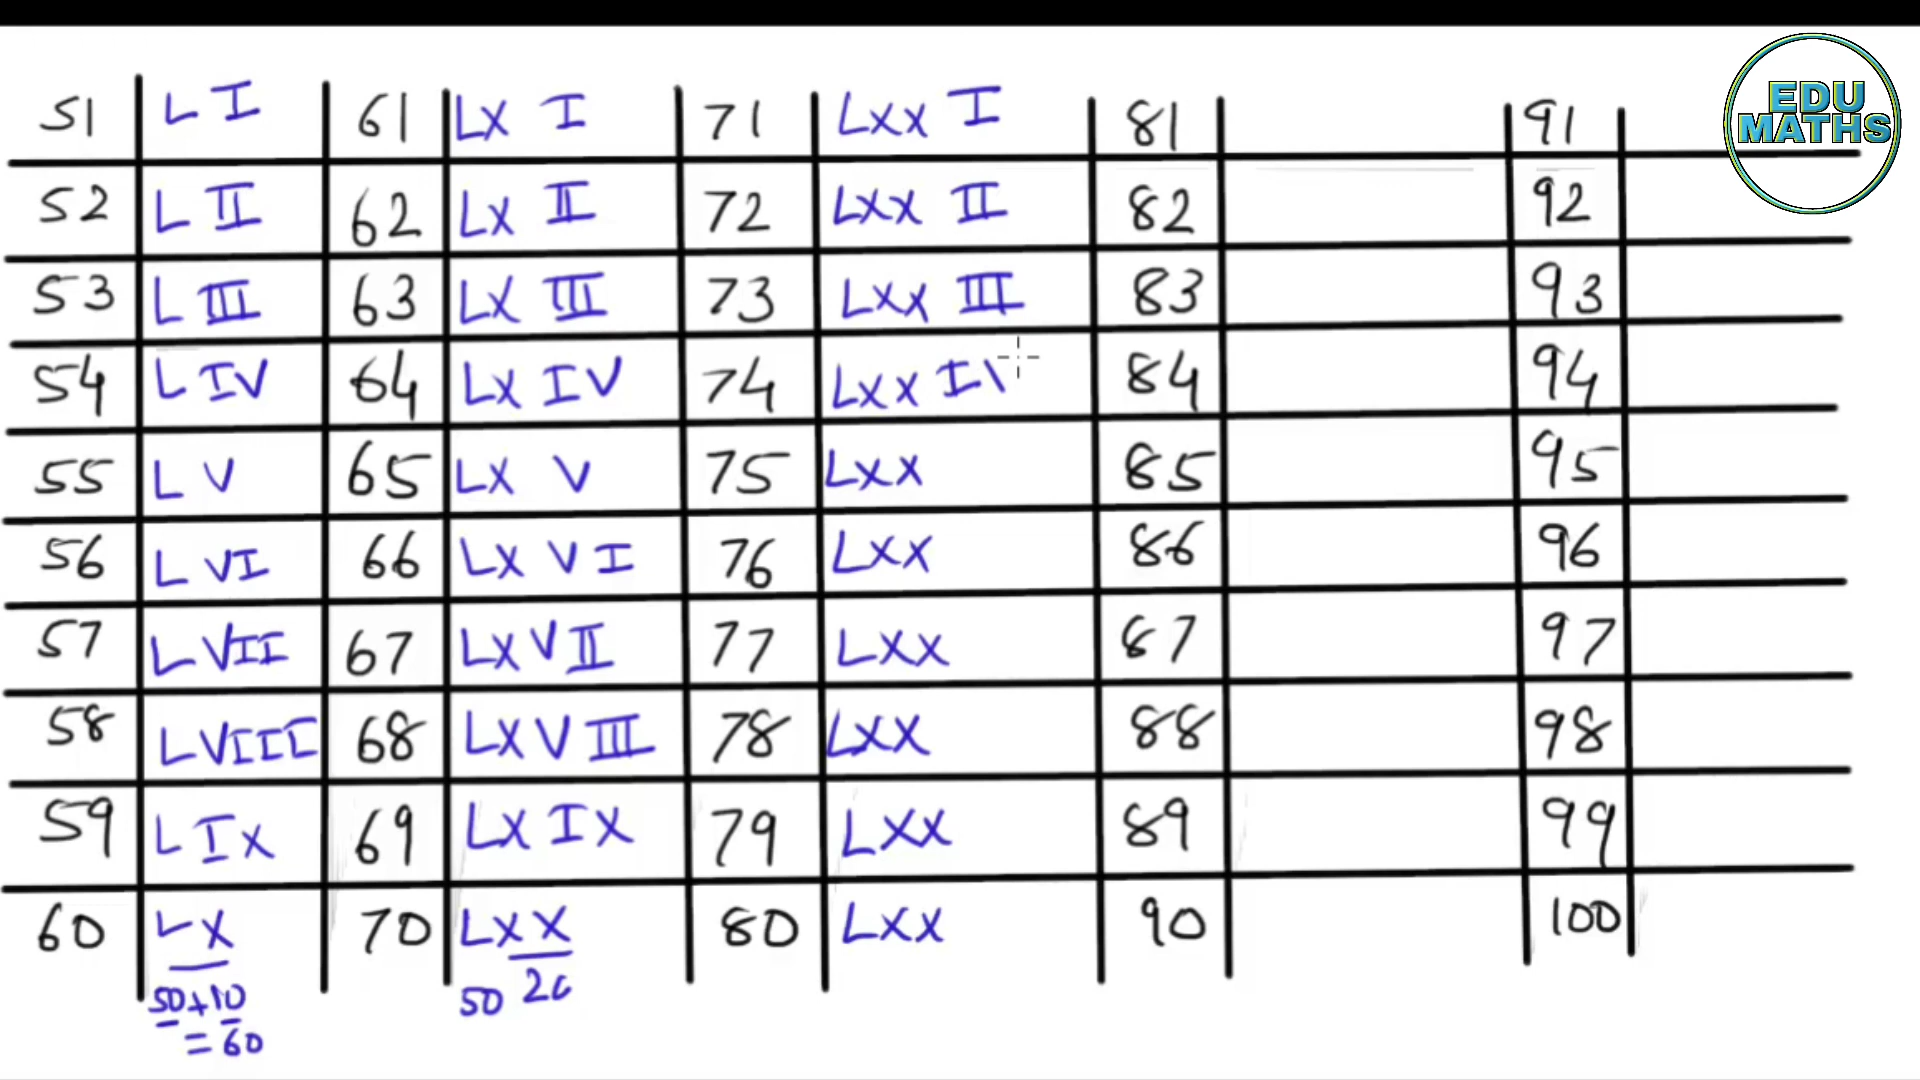 EDU
MATHS
51 L I 61 LX I 71 LXX I 81 91
52 L II 62 LX II 72 LXX II 82 92
53 L III 63 LX III 73 LXX III 83 93
54 L IV 64 LX IV 74 LXX I\ 84 94
55 L V 65 LX V 75 LXX 85 95
56 L VI 66 LX VI 76 LXX 86 96
57 L VII 67 LX VII 77 LXX 87 97
58 L VIII 68 LX VIII 78 LXX 88 98
59 L IX 69 LX IX 79 LXX 89 99
60 LX 70 LXX 80 LXX 90 100
50+10 50 20
= 60